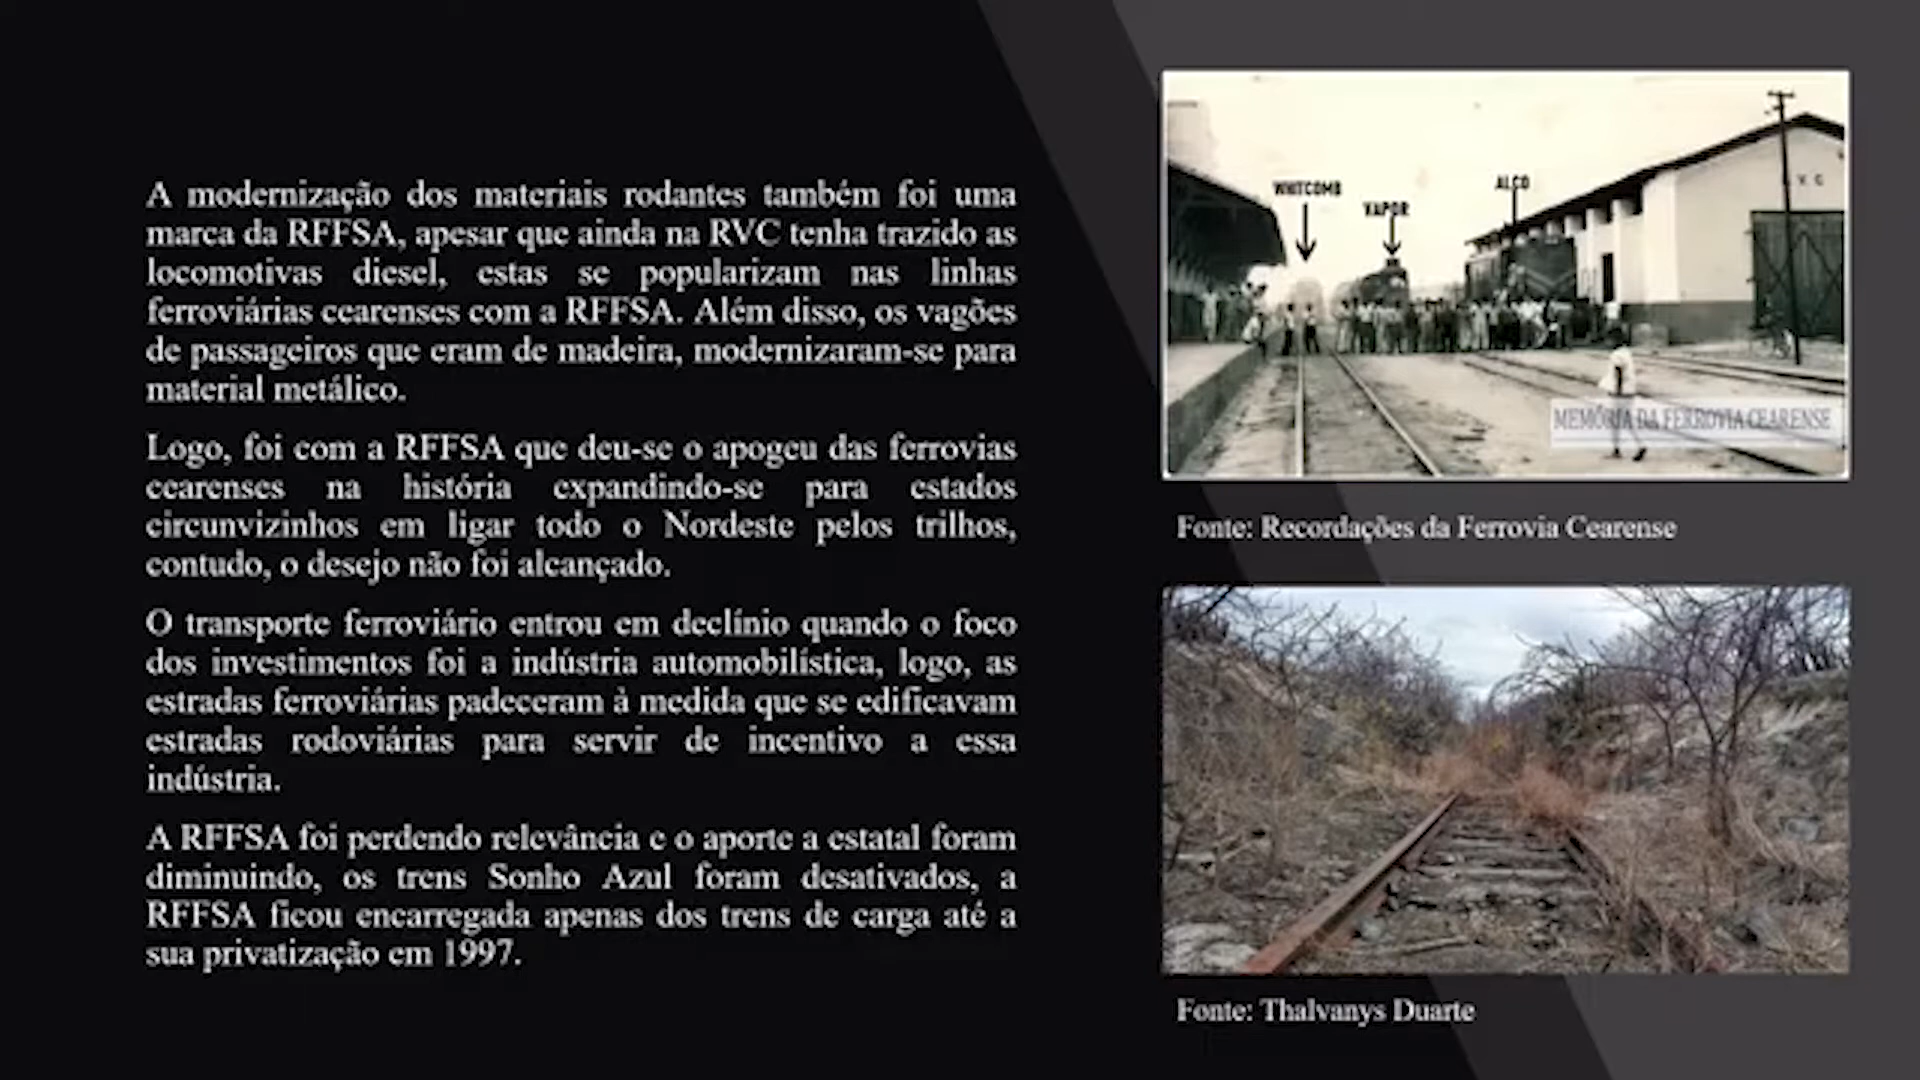 A modernização dos materiais rodantes também foi uma
marca da RFFSA, apesar que ainda na RVC tenha trazido as
locomotivas diesel, estas se popularizam nas linhas
ferroviárias cearenses com a RFFSA. Além disso, os vagões
de passageiros que eram de madeira, modernizaram-se para
material metálico.
Logo, foi com a RFFSA que deu-se o apogeu das ferrovias
cearenses na história expandindo-se para estados
circunvizinhos em ligar todo o Nordeste pelos trilhos,
contudo, o desejo não foi alcançado.
O transporte ferroviário entrou em declínio quando o foco
dos investimentos foi a indústria automobilística, logo, as
estradas ferroviárias padeceram à medida que se edificavam
estradas rodoviárias para servir de incentivo a essa
indústria.
A RFFSA foi perdendo relevância e o aporte a estatal foram
diminuindo, os trens Sonho Azul foram desativados, a
RFFSA ficou encarregada apenas dos trens de carga até a
sua privatização em 1997.
WHITCOMB
VAPOR
ALCO
V. C
MEMÓRIA DA FERROVIA CEARENSE
Fonte: Recordações da Ferrovia Cearense
Fonte: Thalvanys Duarte